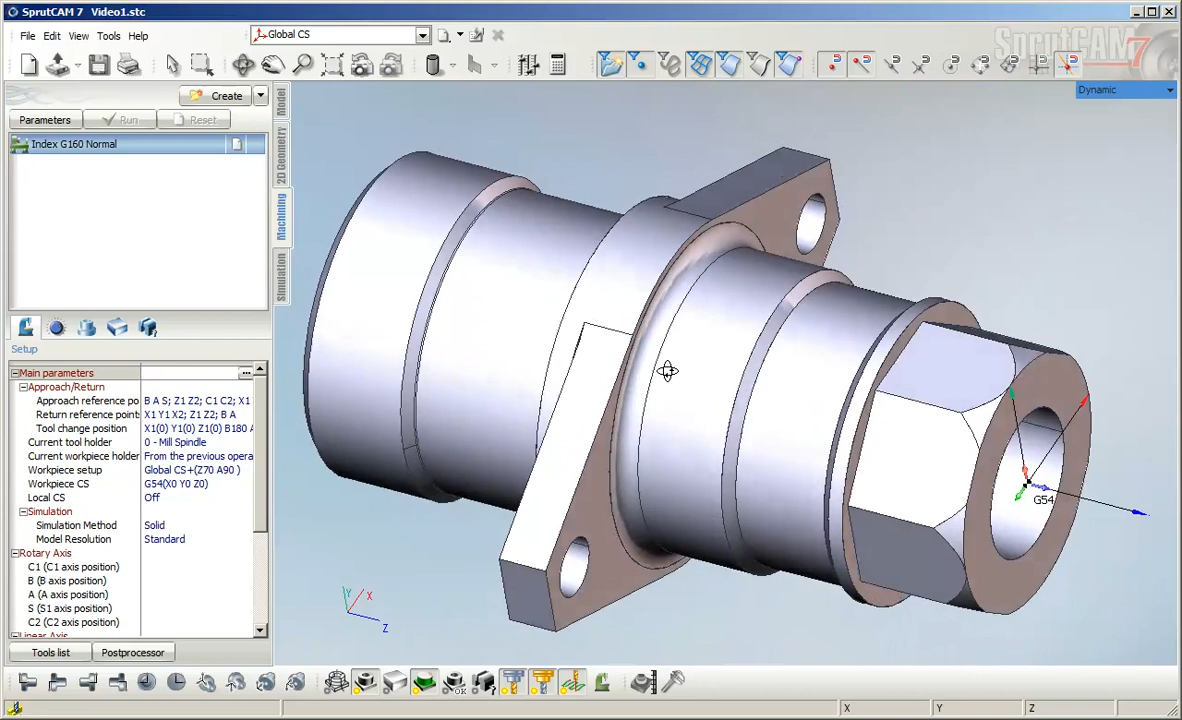 SprutCAM 7 Video1.stc
File Edit View Tools Help
Global CS
SprutCAM 7
Create
Dynamic
Parameters
Run
Reset
Index G160 Normal
Model
2D Geometry
Machining
Simulation
Setup
Main parameters
Approach/Return
Approach reference po B A S; Z1 Z2; C1 C2; X1
Return reference point X1 Y1 X2; Z1 Z2; B A
Tool change position X1(0) Y1(0) Z1(0) B180 A
Current tool holder 0 - Mill Spindle
Current workpiece holder From the previous opera
Workpiece setup Global CS+(Z70 A90 )
Workpiece CS G54(X0 Y0 Z0)
Local CS Off
Simulation
Simulation Method Solid
Model Resolution Standard
Rotary Axis
C1 (C1 axis position)
B (B axis position)
A (A axis position)
S (S1 axis position)
C2 (C2 axis position)
Linear Axis
G54
Y
X
Z
Tools list
Postprocessor
OK
X Y Z